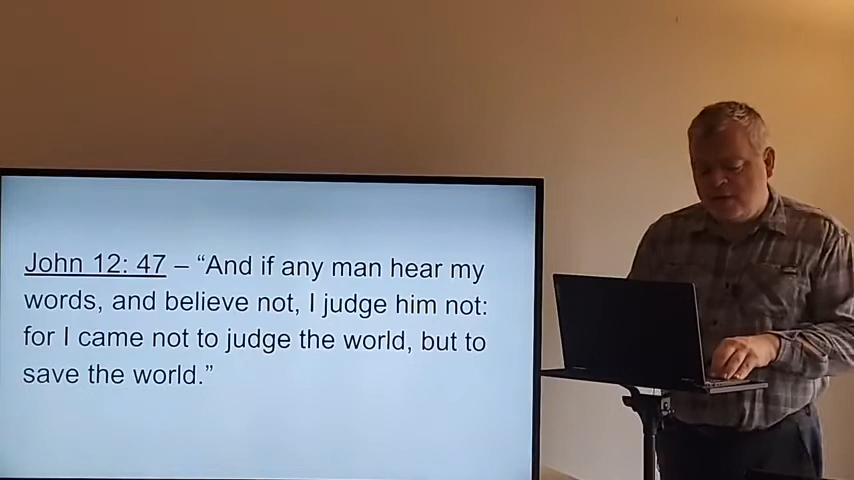 John 12: 47 – “And if any man hear my
words, and believe not, I judge him not:
for I came not to judge the world, but to
save the world.”